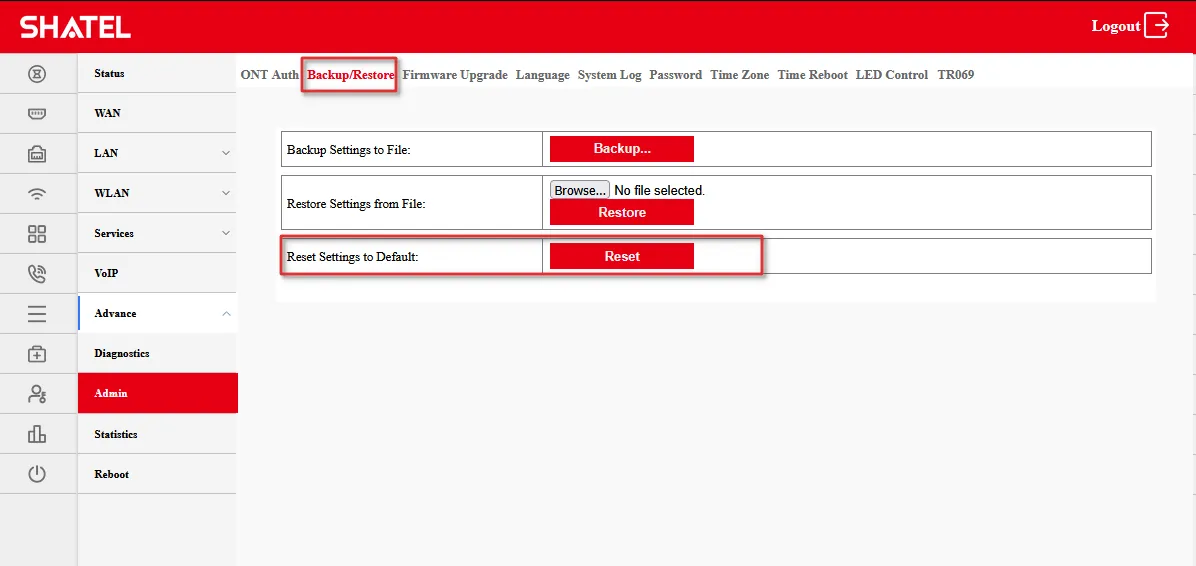 SHATEL
Logout
Status
WAN
LAN
WLAN
Services
VoIP
Advance
Diagnostics
Admin
Statistics
Reboot
ONT Auth Backup/Restore Firmware Upgrade Language System Log Password Time Zone Time Reboot LED Control TR069
Backup Settings to File: Backup...
Restore Settings from File: Browse... No file selected.
Restore
Reset Settings to Default: Reset